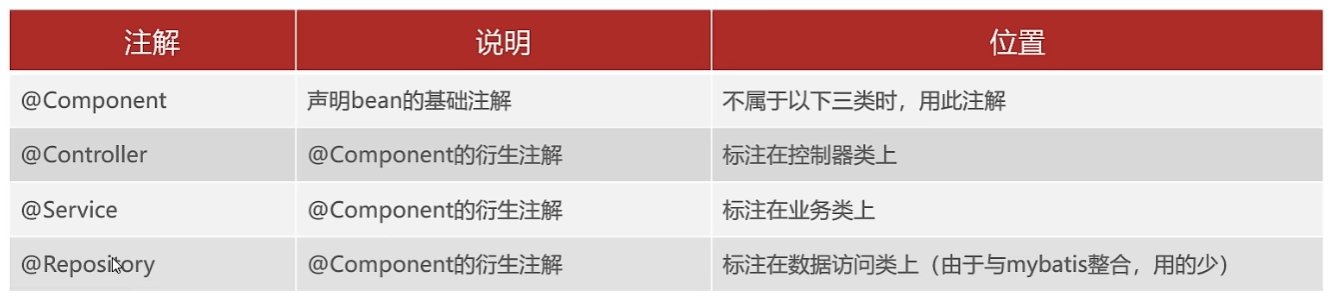 注解 说明 位置
@Component 声明bean的基础注解 不属于以下三类时，用此注解
@Controller @Component的衍生注解 标注在控制器类上
@Service @Component的衍生注解 标注在业务类上
@Repository @Component的衍生注解 标注在数据访问类上（由于与mybatis整合，用的少）